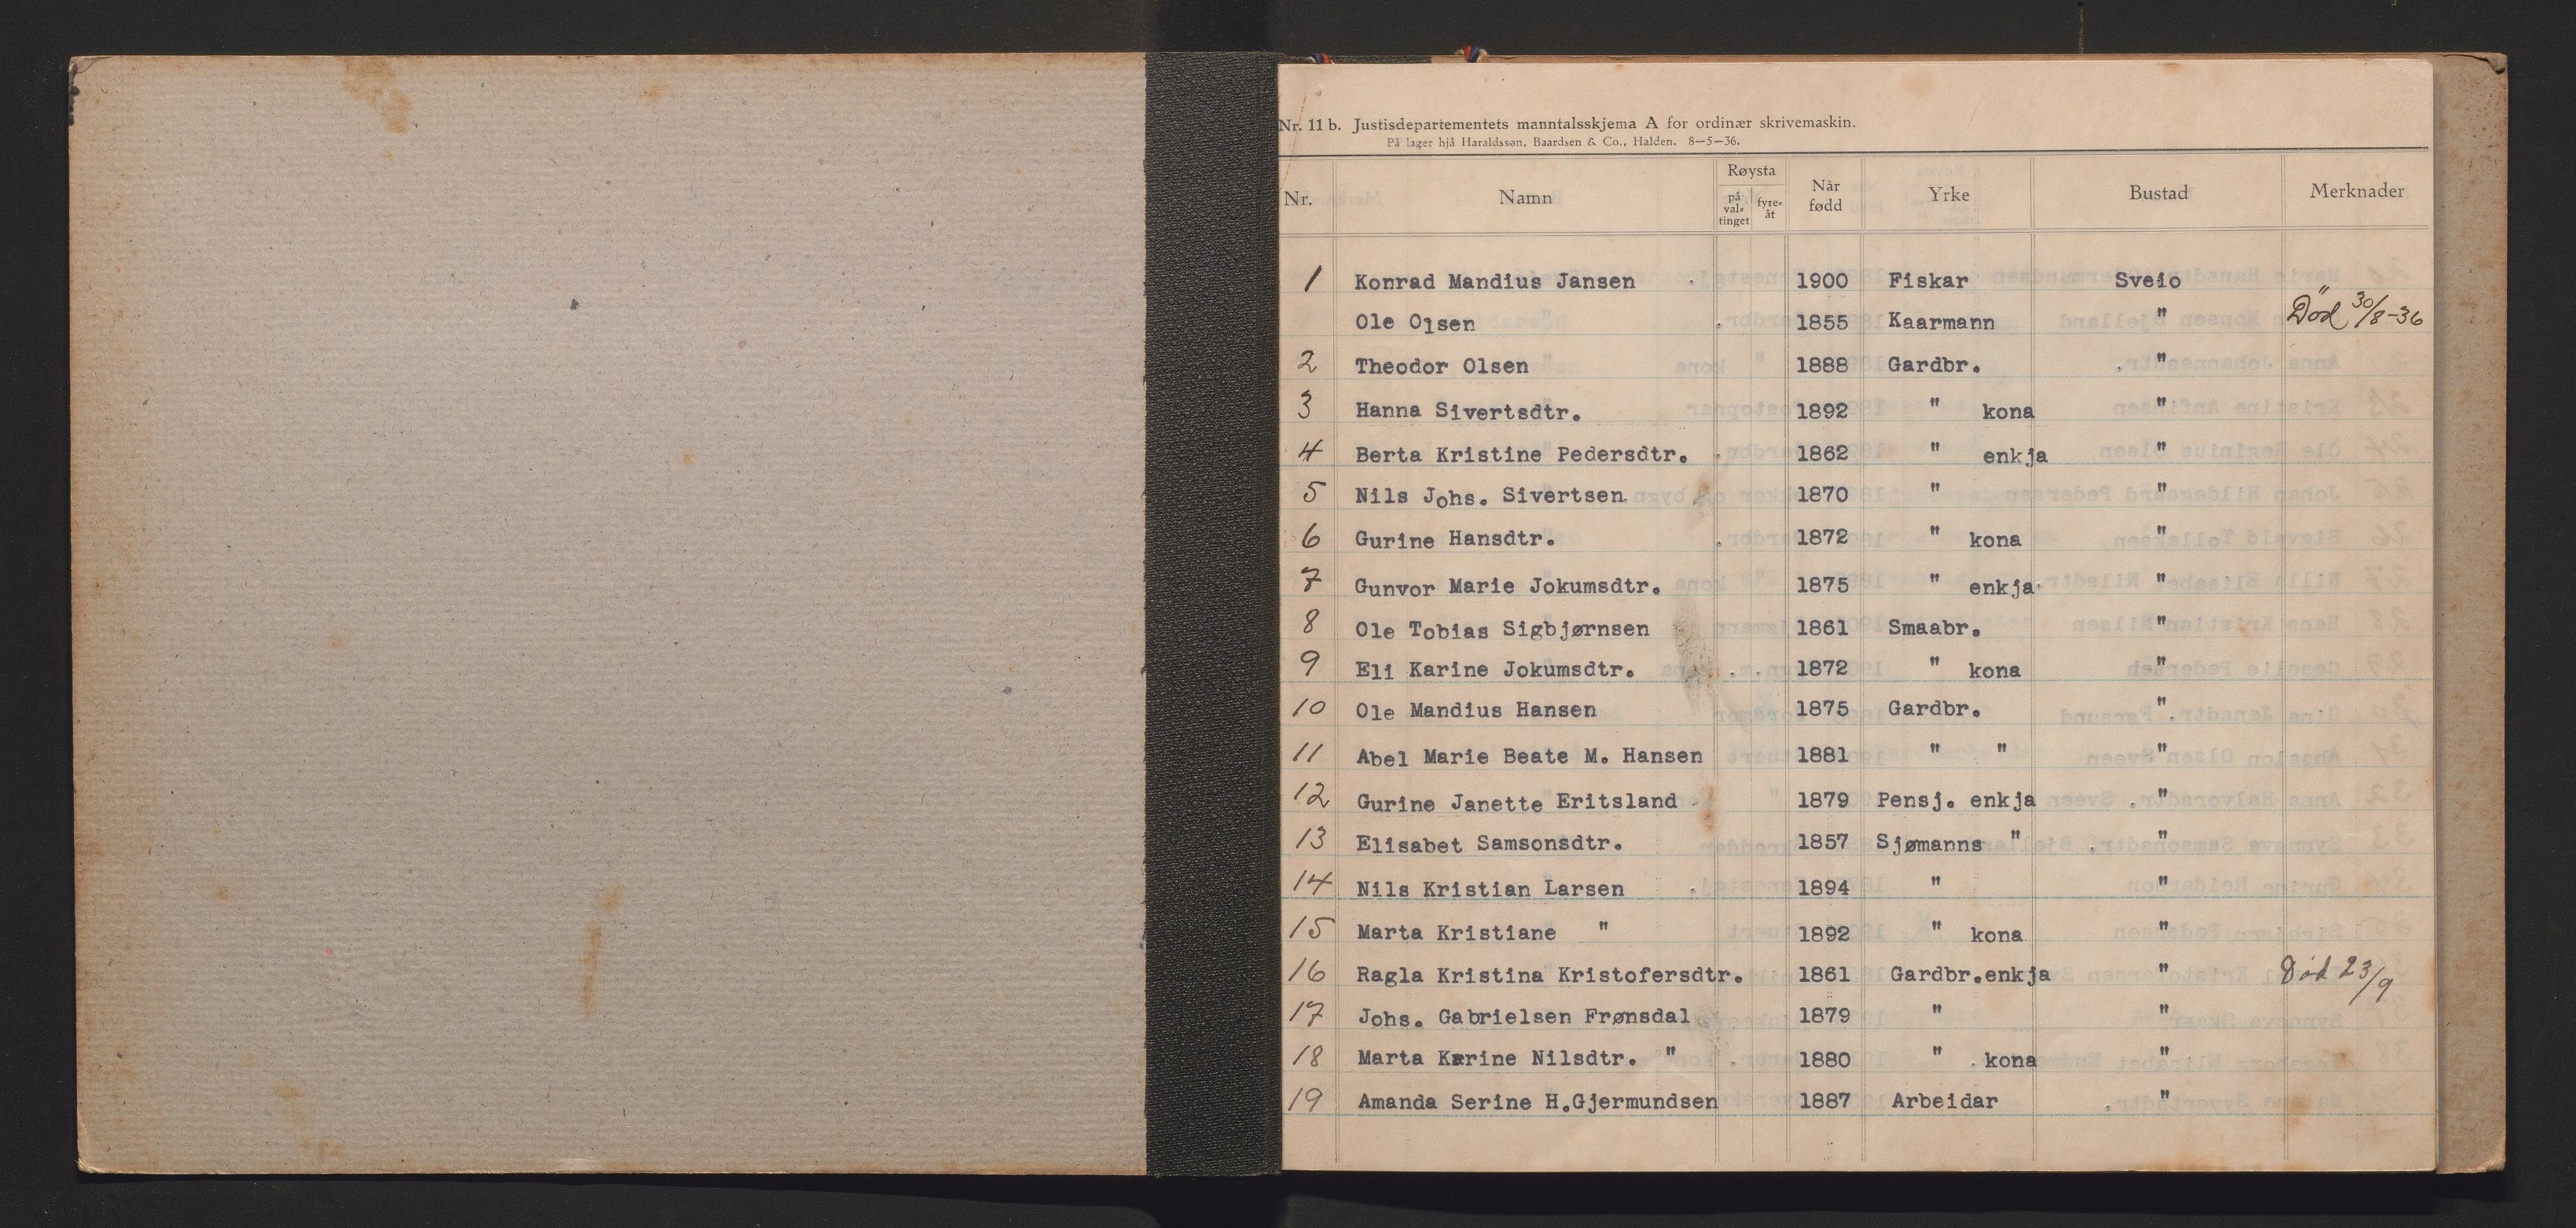 Nr. 11 b. Justisdepartementets manntalsskjema A for ordinær skrivemaskin.
På lager hjå Haraldssøn, Baardsen & Co., Halden. 8—5—36.
Nr. Namn Røysta på val-tinget fyre-åt Når fødd Yrke Bustad Merknader
1 Konrad Mandius Jansen 1900 Fiskar Sveio
Ole Olsen 1855 Kaarmann " Død 30/8-36
2 Theodor Olsen 1888 Gardbr. "
3 Hanna Sivertsdtr. 1892 " kona "
4 Berta Kristine Pedersdtr. 1862 " enkja "
5 Nils Johs. Sivertsen 1870 " "
6 Gurine Hansdtr. 1872 " kona "
7 Gunvor Marie Jokumsdtr. 1875 " enkja "
8 Ole Tobias Sigbjørnsen 1861 Smaabr. "
9 Eli Karine Jokumsdtr. 1872 " kona "
10 Ole Mandius Hansen 1875 Gardbr. "
11 Abel Marie Beate M. Hansen 1881 " " "
12 Gurine Janette Eritsland 1879 Pensj. enkja "
13 Elisabet Samsonsdtr. 1857 Sjømanns " "
14 Nils Kristian Larsen 1894 " "
15 Marta Kristiane " 1892 " kona "
16 Ragla Kristina Kristofersdtr. 1861 Gardbr.enkja " Død 23/9
17 Johs. Gabrielsen Frønsdal 1879 " "
18 Marta Karine Nilsdtr. " 1880 " kona "
19 Amanda Serine H.Gjermundsen 1887 Arbeidar "